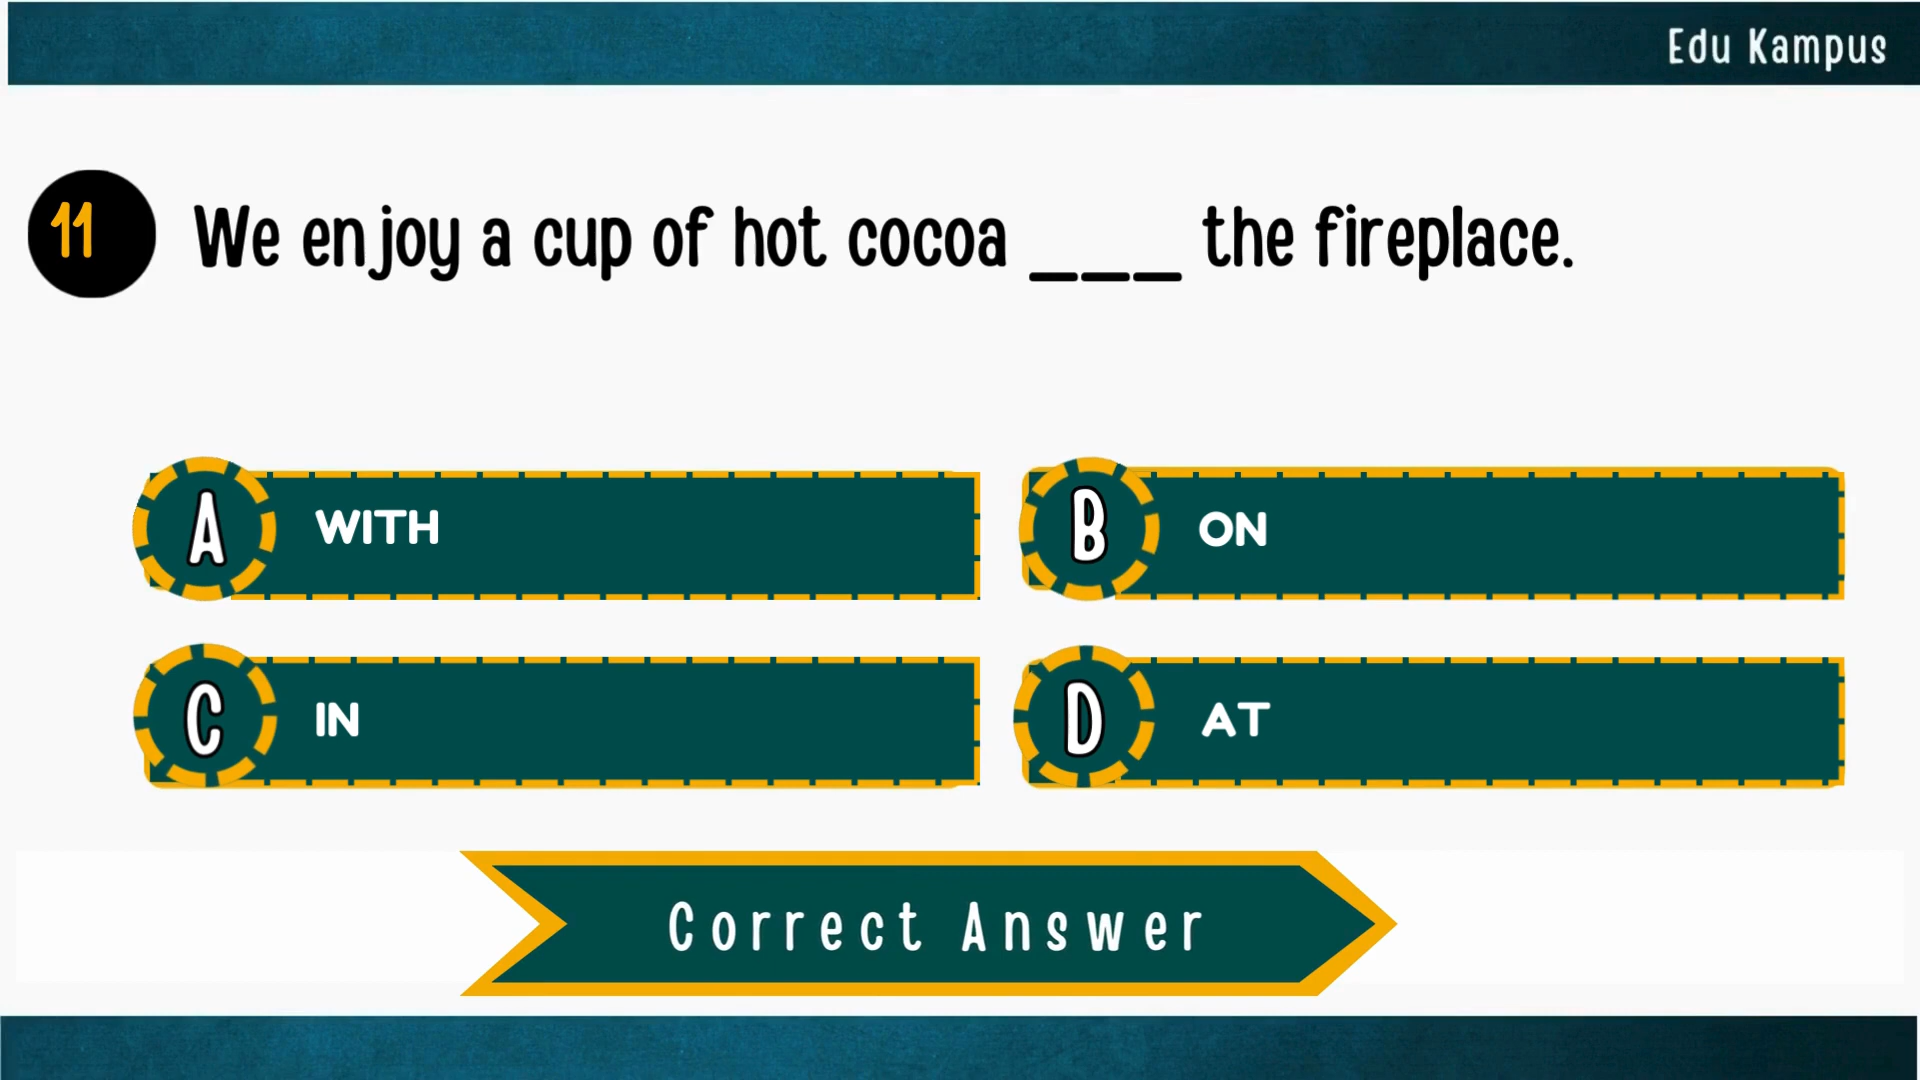 Edu Kampus
11 We enjoy a cup of hot cocoa ___ the fireplace.
A WITH
B ON
C IN
D AT
Correct Answer